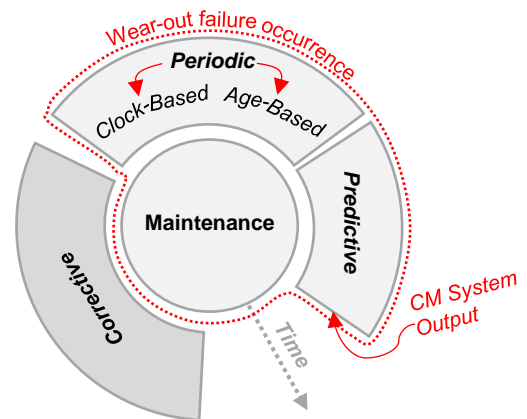 Wear-out failure occurrence
Periodic
Clock-Based
Age-Based
Predictive
Maintenance
Corrective
CM System
Output
Time